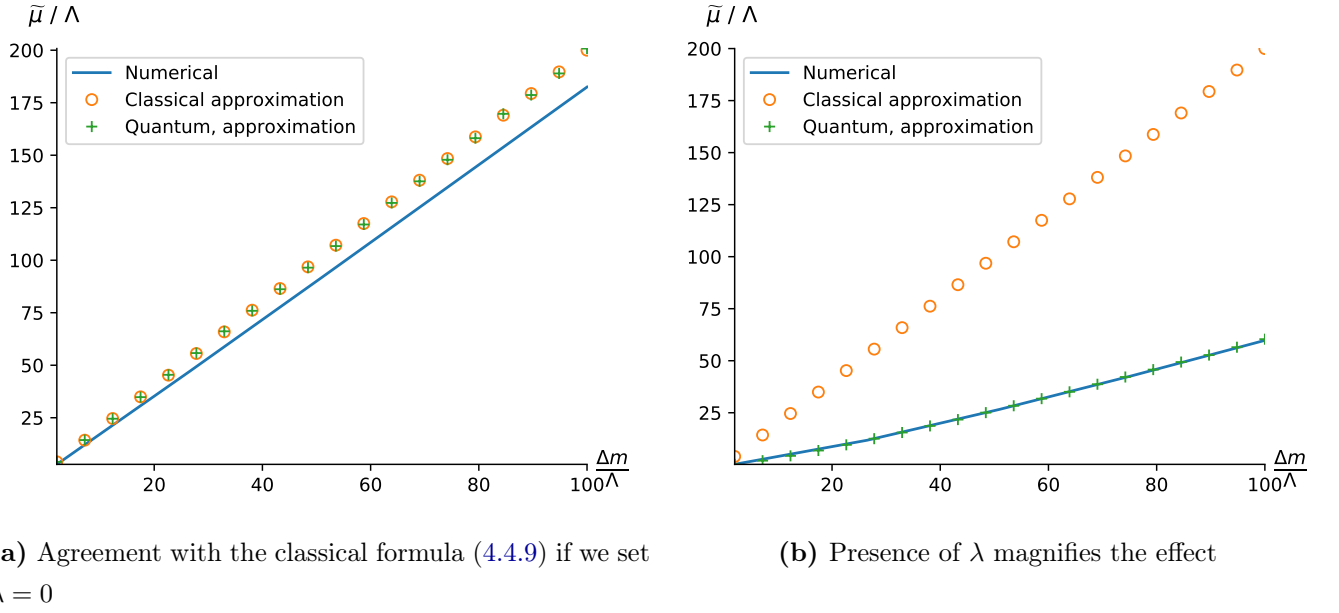 μ̃ / Λ
200
175
150
125
100
75
50
25
20
40
60
80
100
Δm
Λ
Numerical
Classical approximation
Quantum, approximation
μ̃ / Λ
200
175
150
125
100
75
50
25
20
40
60
80
100
Δm
Λ
Numerical
Classical approximation
Quantum, approximation
a) Agreement with the classical formula (4.4.9) if we set
= 0
(b) Presence of λ magnifies the effect